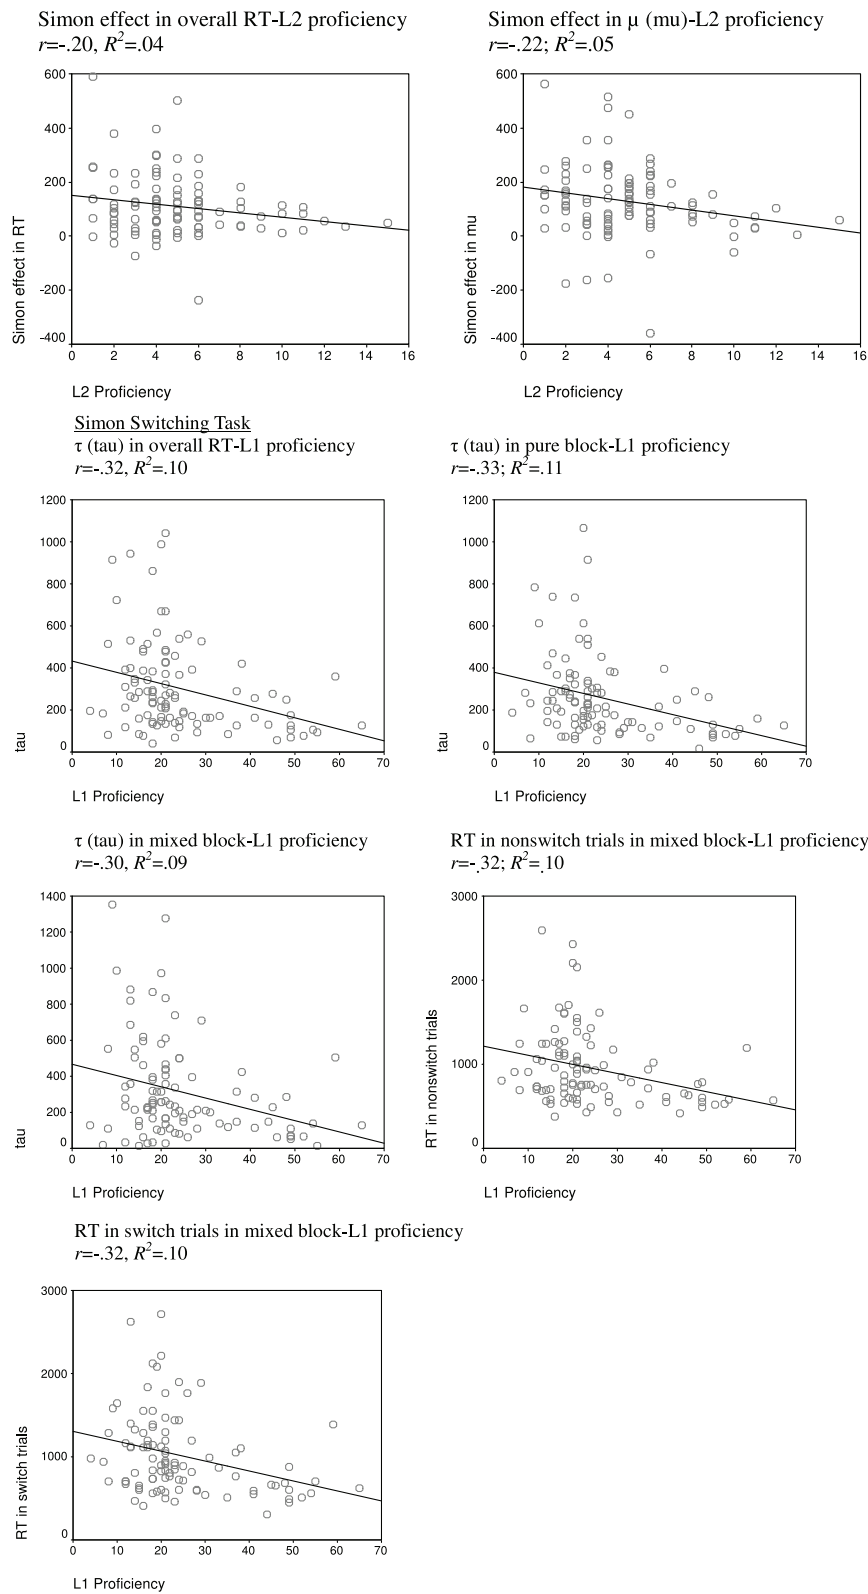 Simon effect in overall RT-L2 proficiency
r=-.20, R²=.04
600
400
200
0
-200
-400
Simon effect in RT
0 2 4 6 8 10 12 14 16
L2 Proficiency
Simon effect in μ (mu)-L2 proficiency
r=-.22; R²=.05
600
400
200
0
-200
-400
Simon effect in mu
0 2 4 6 8 10 12 14 16
L2 Proficiency
Simon Switching Task
τ (tau) in overall RT-L1 proficiency
r=-.32, R²=.10
1200
1000
800
600
400
200
0
tau
0 10 20 30 40 50 60 70
L1 Proficiency
τ (tau) in pure block-L1 proficiency
r=-.33; R²=.11
1200
1000
800
600
400
200
0
tau
0 10 20 30 40 50 60 70
L1 Proficiency
τ (tau) in mixed block-L1 proficiency
r=-.30, R²=.09
1400
1200
1000
800
600
400
200
0
tau
0 10 20 30 40 50 60 70
L1 Proficiency
RT in nonswitch trials in mixed block-L1 proficiency
r=-.32; R²=.10
3000
2000
1000
0
RT in nonswitch trials
0 10 20 30 40 50 60 70
L1 Proficiency
RT in switch trials in mixed block-L1 proficiency
r=-.32, R²=.10
3000
2000
1000
0
RT in switch trials
0 10 20 30 40 50 60 70
L1 Proficiency